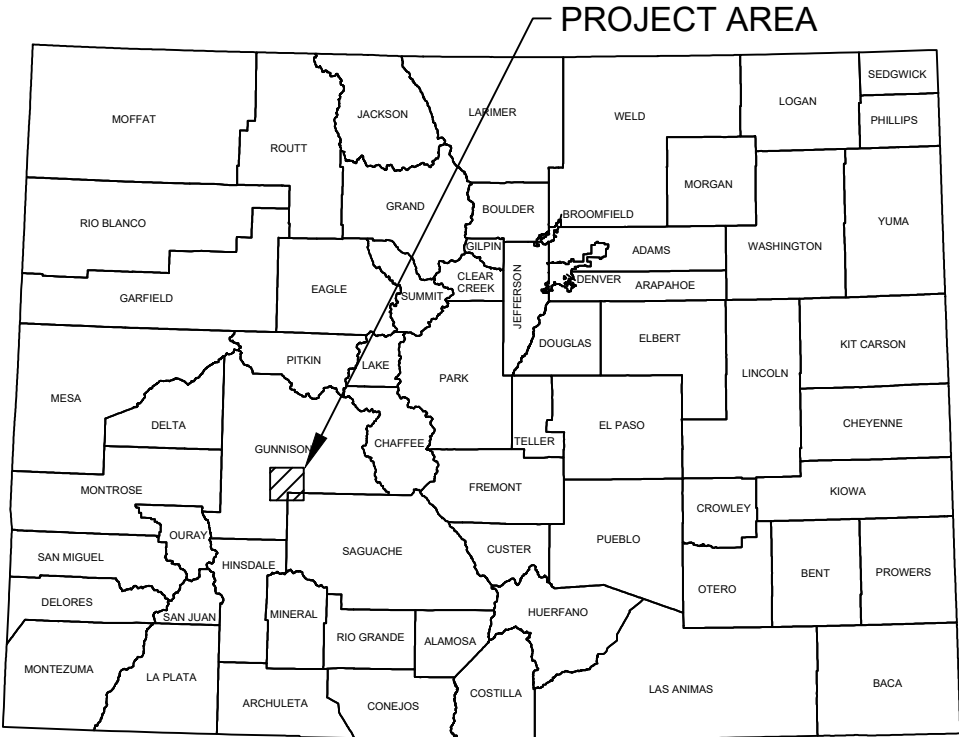 PROJECT AREA
SEDGWICK
LOGAN
JACKSON
LARIMER
WELD
MOFFAT
PHILLIPS
ROUTT
MORGAN
GRAND
BOULDER
BROOMFIELD
RIO BLANCO
YUMA
GILPIN
ADAMS
WASHINGTON
CLEAR
CREEK
DENVER
ARAPAHOE
EAGLE
SUMMIT
JEFFERSON
GARFIELD
DOUGLAS
ELBERT
KIT CARSON
PITKIN
LAKE
PARK
LINCOLN
MESA
DELTA
CHEYENNE
EL PASO
TELLER
CHAFFEE
GUNNISON
MONTROSE
FREMONT
KIOWA
CROWLEY
OURAY
PUEBLO
SAGUACHE
CUSTER
SAN MIGUEL
HINSDALE
BENT
PROWERS
OTERO
DELORES
SAN JUAN
MINERAL
HUERFANO
RIO GRANDE
ALAMOSA
MONTEZUMA
LA PLATA
BACA
LAS ANIMAS
COSTILLA
ARCHULETA
CONEJOS